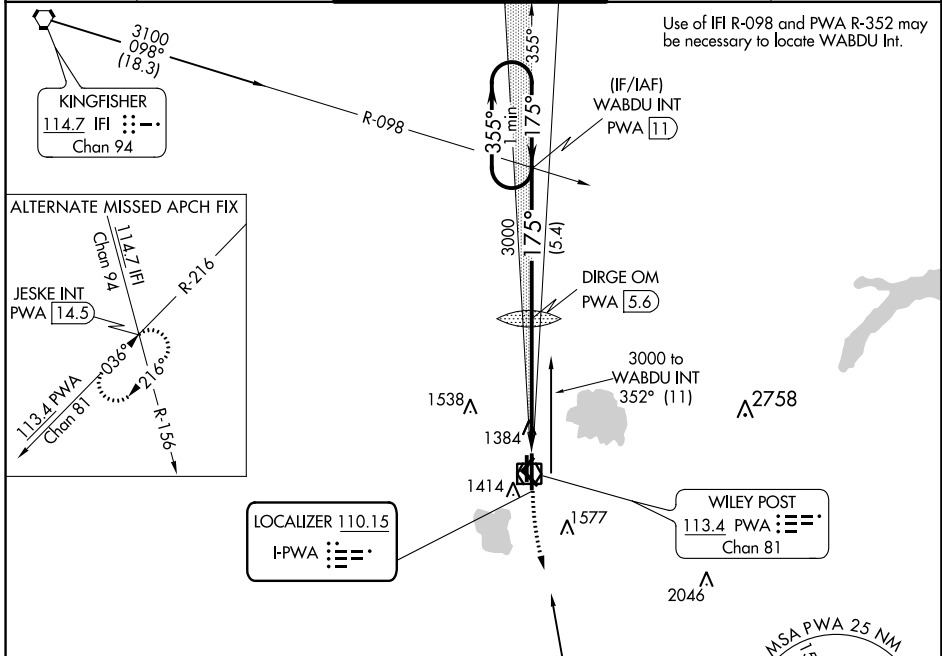 Use of IFI R-098 and PWA R-352 may
be necessary to locate WABDU Int.
3100
098°
(18.3)
KINGFISHER
114.7 IFI
Chan 94
R-098
355°
355°
1 min
175°
(IF/IAF)
WABDU INT
PWA 11
3000
175°
(5.4)
ALTERNATE MISSED APCH FIX
114.7 IFI
Chan 94
R-216
JESKE INT
PWA 14.5
036°
216°
113.4 PWA
Chan 81
R-156
DIRGE OM
PWA 5.6
3000 to
WABDU INT
352° (11)
1538
2758
1384
1414
1577
LOCALIZER 110.15
I-PWA
WILEY POST
113.4 PWA
Chan 81
2046
MSA PWA 25 NM